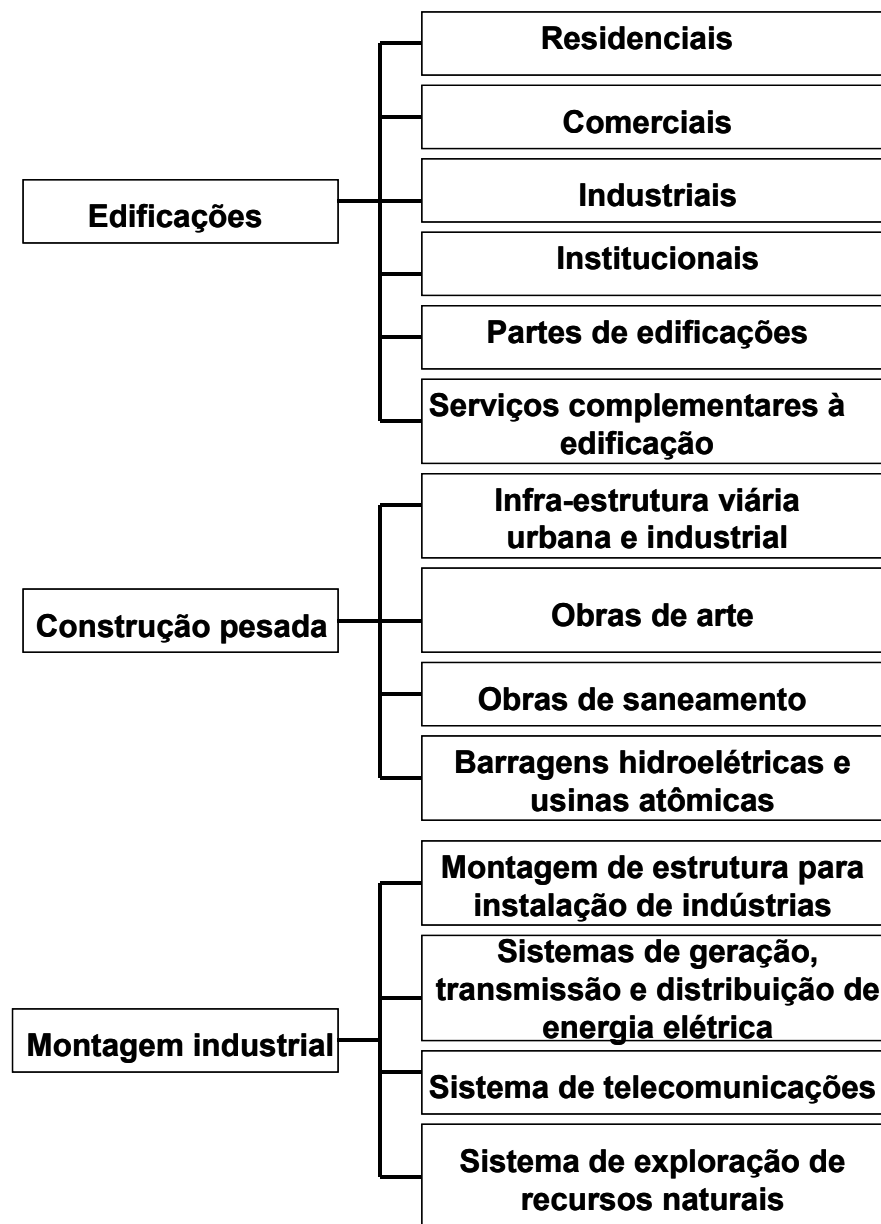 Residenciais
Comerciais
Industriais
Edificações
Institucionais
Partes de edificações
Serviços complementares à
edificação
Infra-estrutura viária
urbana e industrial
Construção pesada
Obras de arte
Obras de saneamento
Barragens hidroelétricas e
usinas atômicas
Montagem de estrutura para
instalação de indústrias
Sistemas de geração,
transmissão e distribuição de
energia elétrica
Montagem industrial
Sistema de telecomunicações
Sistema de exploração de
recursos naturais